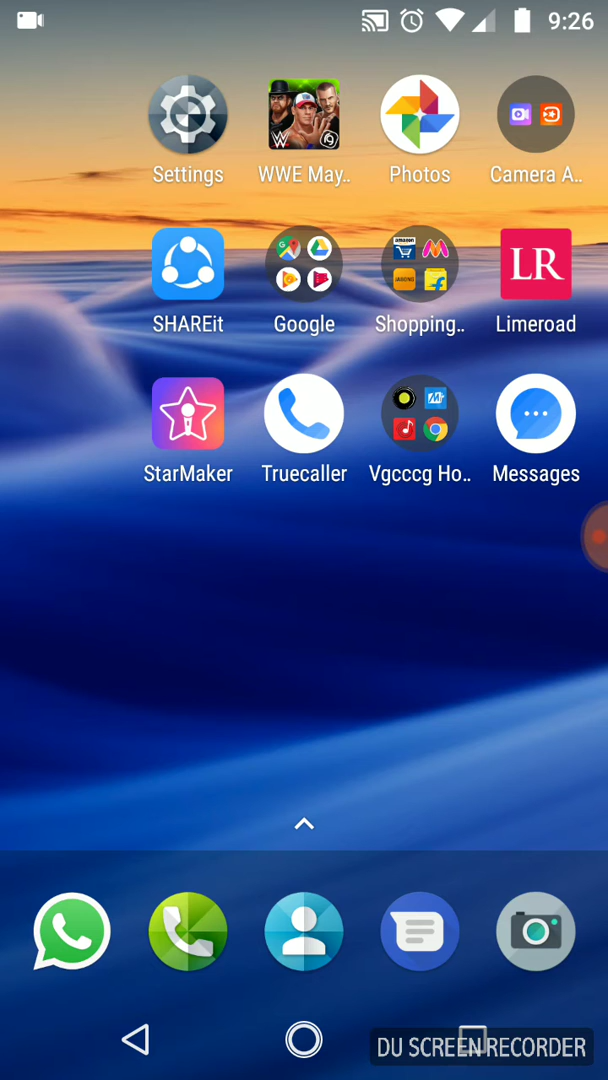 9:26
Settings
WWE May..
Photos
Camera A..
SHAREit
Google
Shopping..
LR
Limeroad
StarMaker
Truecaller
Vgcccg Ho..
Messages
DU SCREEN RECORDER